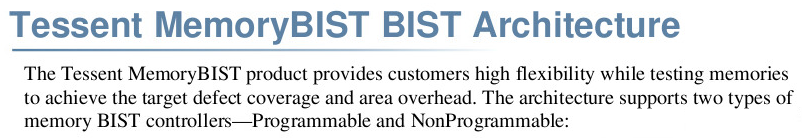 Tessent MemoryBIST BIST Architecture
The Tessent MemoryBIST product provides customers high flexibility while testing memories
to achieve the target defect coverage and area overhead. The architecture supports two types of
memory BIST controllers—Programmable and NonProgrammable: